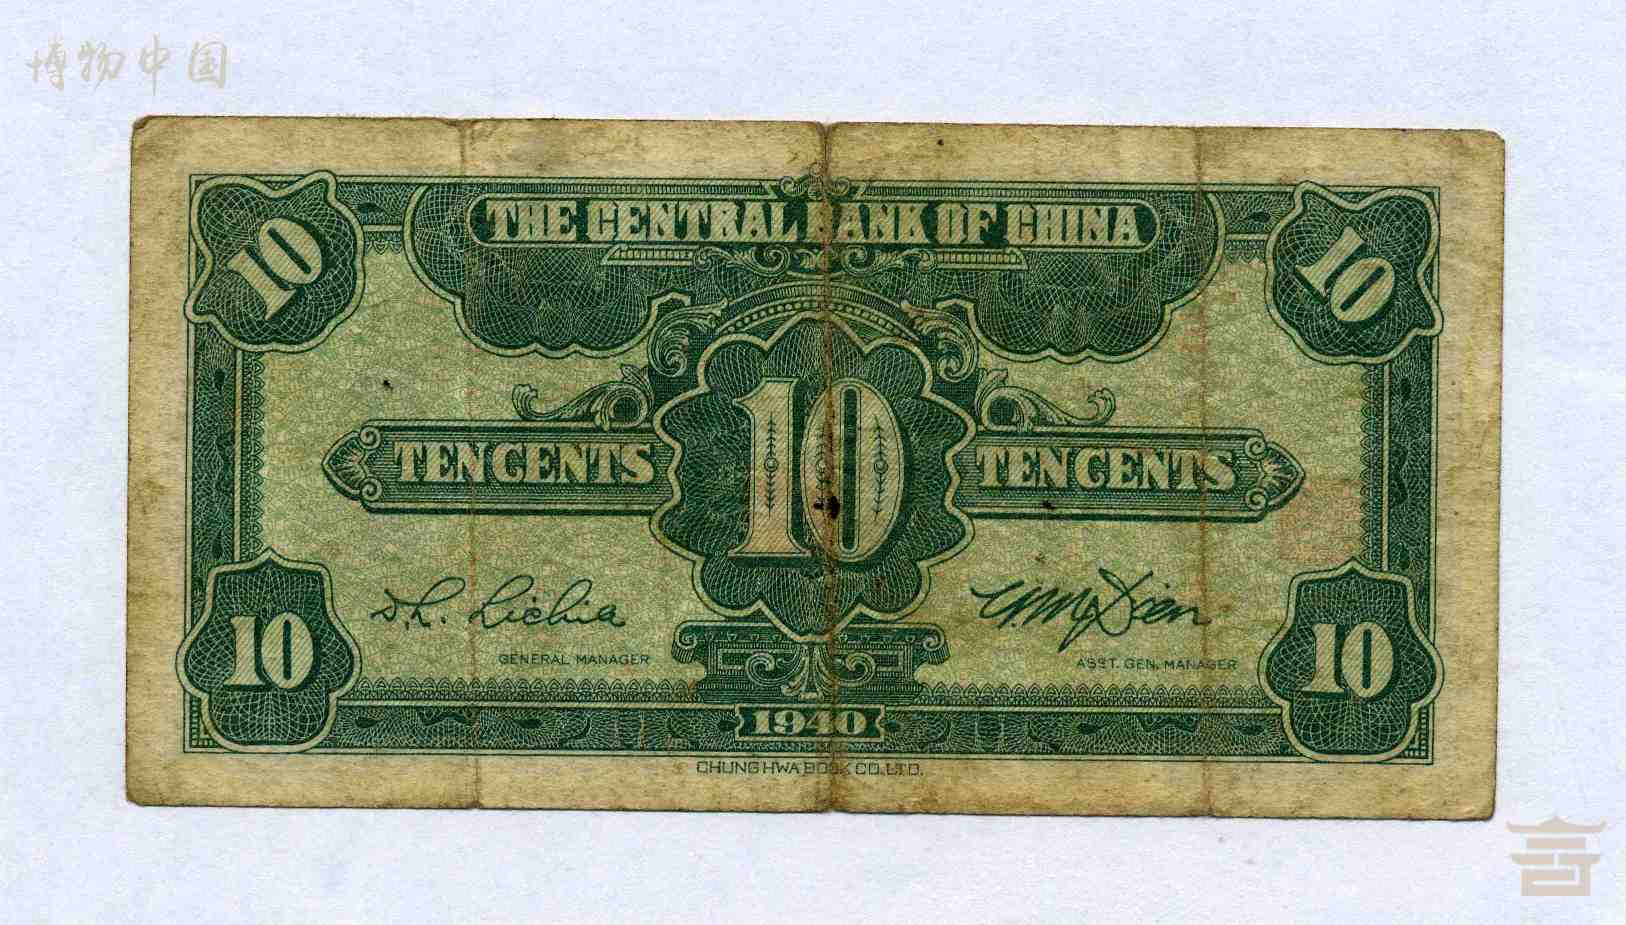 博物中国
10
THE CENTRAL BANK OF CHINA
10
TEN CENTS
10
TEN CENTS
GENERAL MANAGER
ASST. GEN. MANAGER
10
1940
10
CHUNG HWA BOOK CO. LTD.